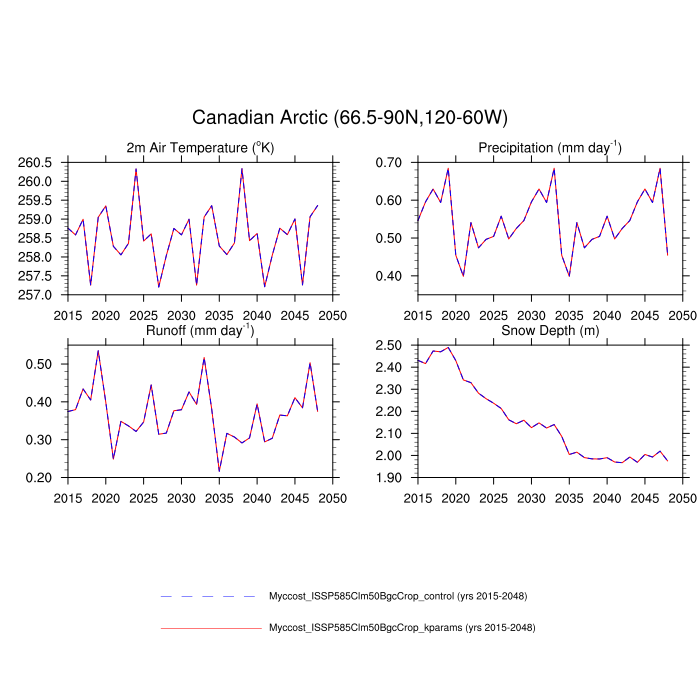 Canadian Arctic (66.5-90N,120-60W)
2m Air Temperature (°K)
260.5
260.0
259.5
259.0
258.5
258.0
257.5
257.0
2015 2020 2025 2030 2035 2040 2045 2050
Precipitation (mm day⁻¹)
0.70
0.60
0.50
0.40
2015 2020 2025 2030 2035 2040 2045 2050
Runoff (mm day⁻¹)
0.50
0.40
0.30
0.20
2015 2020 2025 2030 2035 2040 2045 2050
Snow Depth (m)
2.50
2.40
2.30
2.20
2.10
2.00
1.90
2015 2020 2025 2030 2035 2040 2045 2050
Myccost_ISSP585Clm50BgcCrop_control (yrs 2015-2048)
Myccost_ISSP585Clm50BgcCrop_kparams (yrs 2015-2048)